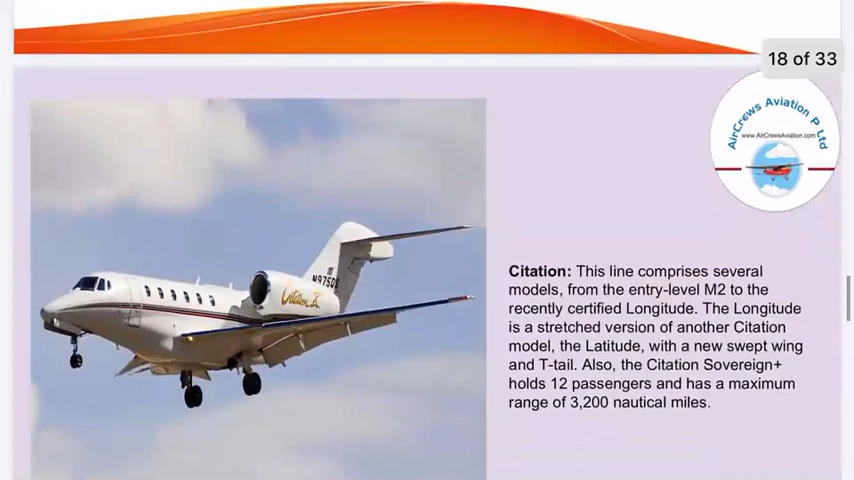 18 of 33
AirCrews Aviation P Ltd
www.AirCrewsAviation.com
Citation X
Citation: This line comprises several
models, from the entry-level M2 to the
recently certified Longitude. The Longitude
is a stretched version of another Citation
model, the Latitude, with a new swept wing
and T-tail. Also, the Citation Sovereign+
holds 12 passengers and has a maximum
range of 3,200 nautical miles.